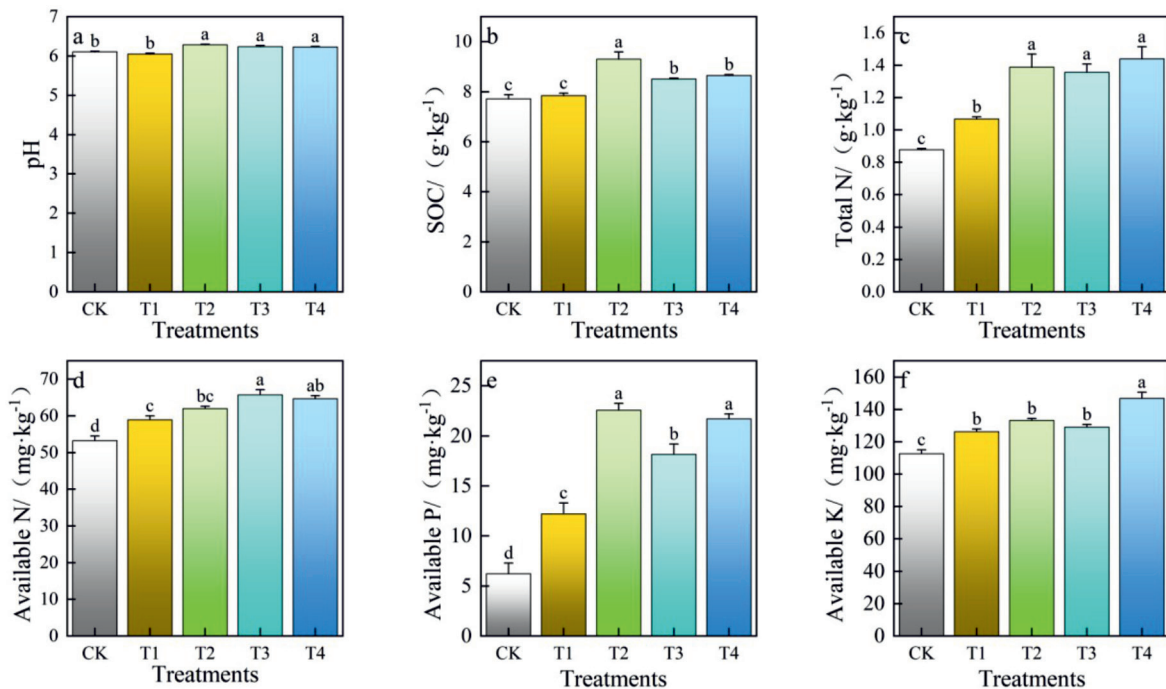 a
pH
7
6
5
4
3
2
1
0
b b a a a
CK T1 T2 T3 T4
Treatments
b
SOC/（g·kg⁻¹）
10
8
6
4
2
0
c c a b b
CK T1 T2 T3 T4
Treatments
c
Total N/（g·kg⁻¹）
1.6
1.4
1.2
1.0
0.8
0.6
0.4
0.2
0.0
c b a a a
CK T1 T2 T3 T4
Treatments
d
Available N/（mg·kg⁻¹）
70
60
50
40
30
20
10
0
d c bc a ab
CK T1 T2 T3 T4
Treatments
e
Available P/（mg·kg⁻¹）
25
20
15
10
5
0
d c a b a
CK T1 T2 T3 T4
Treatments
f
Available K/（mg·kg⁻¹）
160
140
120
100
80
60
40
20
0
c b b b a
CK T1 T2 T3 T4
Treatments